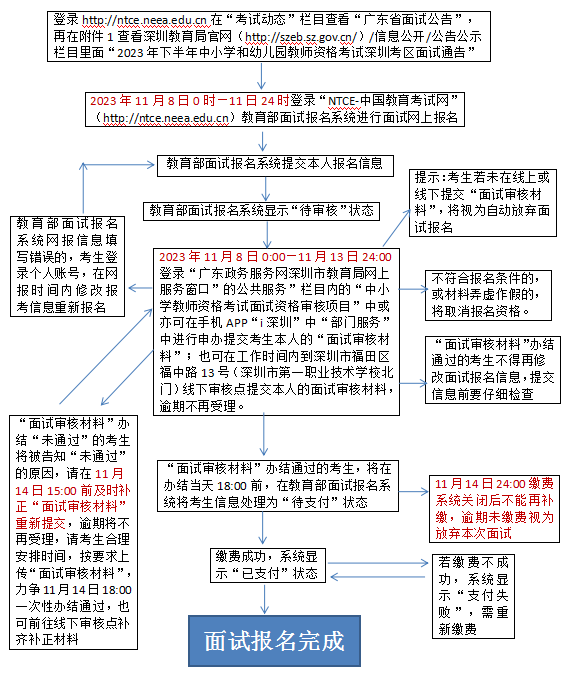 登录 http://ntce.neea.edu.cn 在“考试动态”栏目查看“广东省面试公告”，
再在附件 1 查看深圳教育局官网（http://szeb.sz.gov.cn/）/信息公开/公告公示
栏目里面“2023 年下半年中小学和幼儿园教师资格考试深圳考区面试通告”
2023 年 11 月 8 日 0 时—11 日 24 时登录“NTCE-中国教育考试网”
（http://ntce.neea.edu.cn）教育部面试报名系统进行面试网上报名
教育部面试报名系统提交本人报名信息
提示:考生若未在线上或
线下提交“面试审核材
料”，将视为自动放弃面
试报名
教育部面试报名系统显示“待审核”状态
教育部面试报名
系统网报信息填
写错误的，考生登
录个人账号，在网
报时间内修改报
考信息重新报名
2023 年 11 月 8 日 0:00—11 月 13 日 24:00
登录“广东政务服务网深圳市教育局网上
服务窗口”的公共服务”栏目内的“中小
学教师资格考试面试资格审核项目”中或
亦可在手机 APP“i 深圳”中“部门服务”
中进行申办提交考生本人的“面试审核材
料”；也可在工作时间内到深圳市福田区
福中路 13 号（深圳市第一职业技术学校北
门）线下审核点提交本人的面试审核材料，
逾期不再受理。
不符合报名条件的，
或材料弄虚作假的，
将取消报名资格。
“面试审核材料”办结
通过的考生不得再修
改面试报名信息，提交
信息前要仔细检查
“面试审核材料”办
结“未通过”的考生
将被告知“未通过”
的原因，请在 11 月
14 日 15:00 前及时补
正“面试审核材料”
重新提交，逾期将不
再受理，请考生合理
安排时间，按要求上
传“面试审核材料”，
力争 11 月 14 日 18:00
一次性办结通过，也
可前往线下审核点补
齐补正材料
“面试审核材料”办结通过的考生，将在
办结当天 18:00 前，在教育部面试报名系
统将考生信息处理为“待支付”状态
11 月 14 日 24:00 缴费
系统关闭后不能再补
缴，逾期未缴费视为
放弃本次面试
缴费成功，系统显
示“已支付”状态
若缴费不成
功，系统显
示“支付失
败”，需重
新缴费
面试报名完成